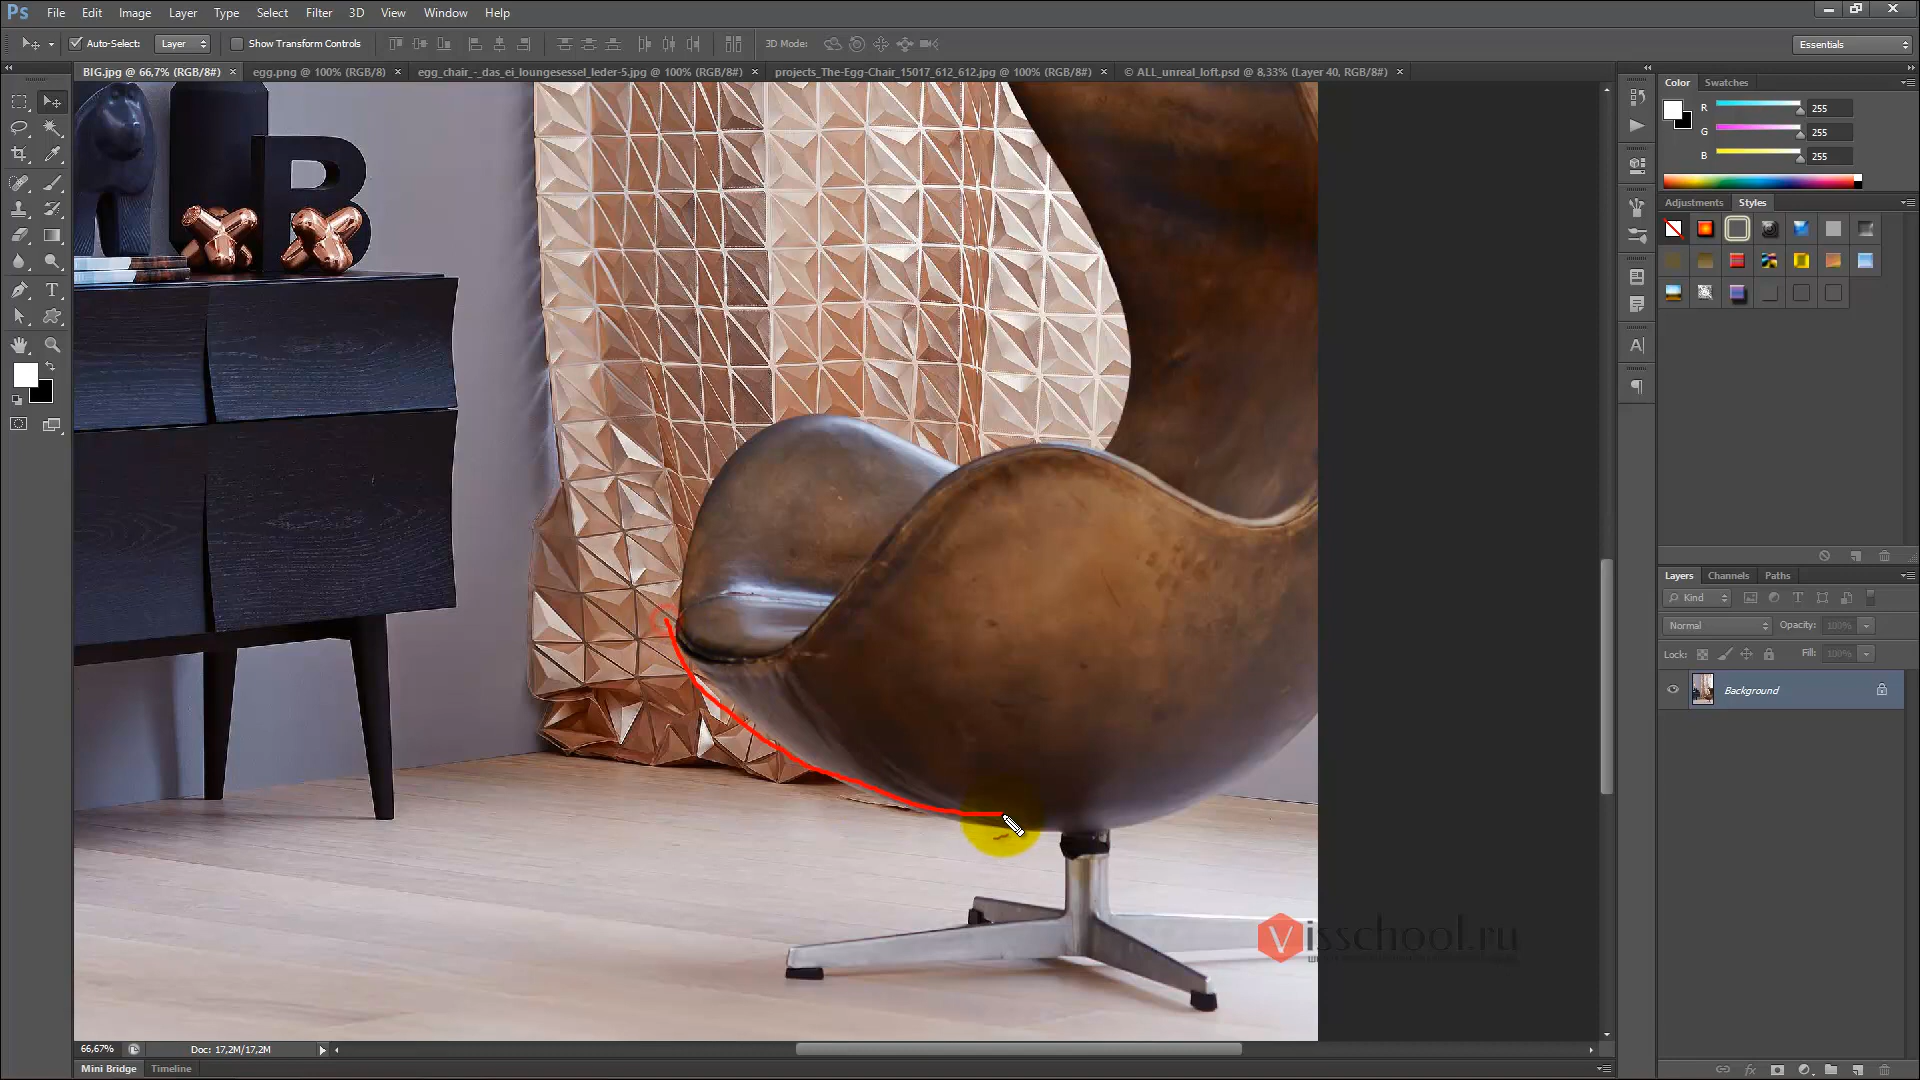 Ps File Edit Image Layer Type Select Filter 3D View Window Help
Auto-Select: Layer Show Transform Controls 3D Mode: Essentials
BIG.jpg @ 66,7% (RGB/8#) × egg.png @ 100% (RGB/8) × egg_chair_-_das_ei_loungesessel_leder-5.jpg @ 100% (RGB/8#) × projects_The-Egg-Chair_15017_612_612.jpg @ 100% (RGB/8#) × © ALL_unreal_loft.psd @ 8,33% (Layer 40, RGB/8#) ×
Color Swatches
R 255
G 255
B 255
Adjustments Styles
B
Layers Channels Paths
Kind
Normal Opacity: 100%
Lock: Fill: 100%
Background
Visschool.ru
66,67% Doc: 17,2M/17,2M
Mini Bridge Timeline